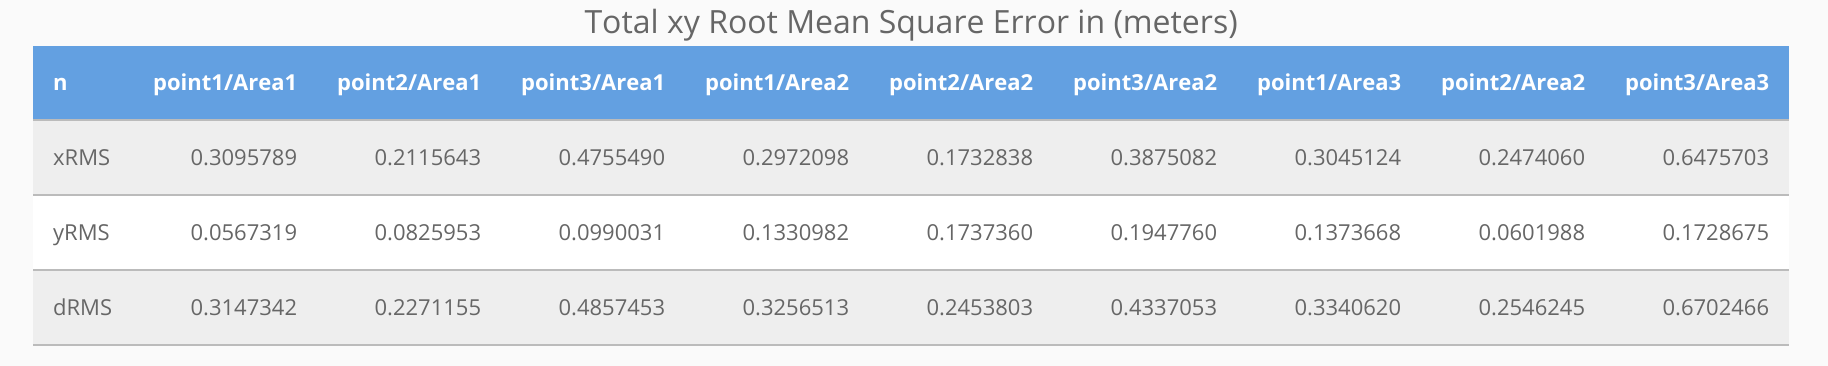 Total xy Root Mean Square Error in (meters)
n point1/Area1 point2/Area1 point3/Area1 point1/Area2 point2/Area2 point3/Area2 point1/Area3 point2/Area2 point3/Area3
xRMS 0.3095789 0.2115643 0.4755490 0.2972098 0.1732838 0.3875082 0.3045124 0.2474060 0.6475703
yRMS 0.0567319 0.0825953 0.0990031 0.1330982 0.1737360 0.1947760 0.1373668 0.0601988 0.1728675
dRMS 0.3147342 0.2271155 0.4857453 0.3256513 0.2453803 0.4337053 0.3340620 0.2546245 0.6702466